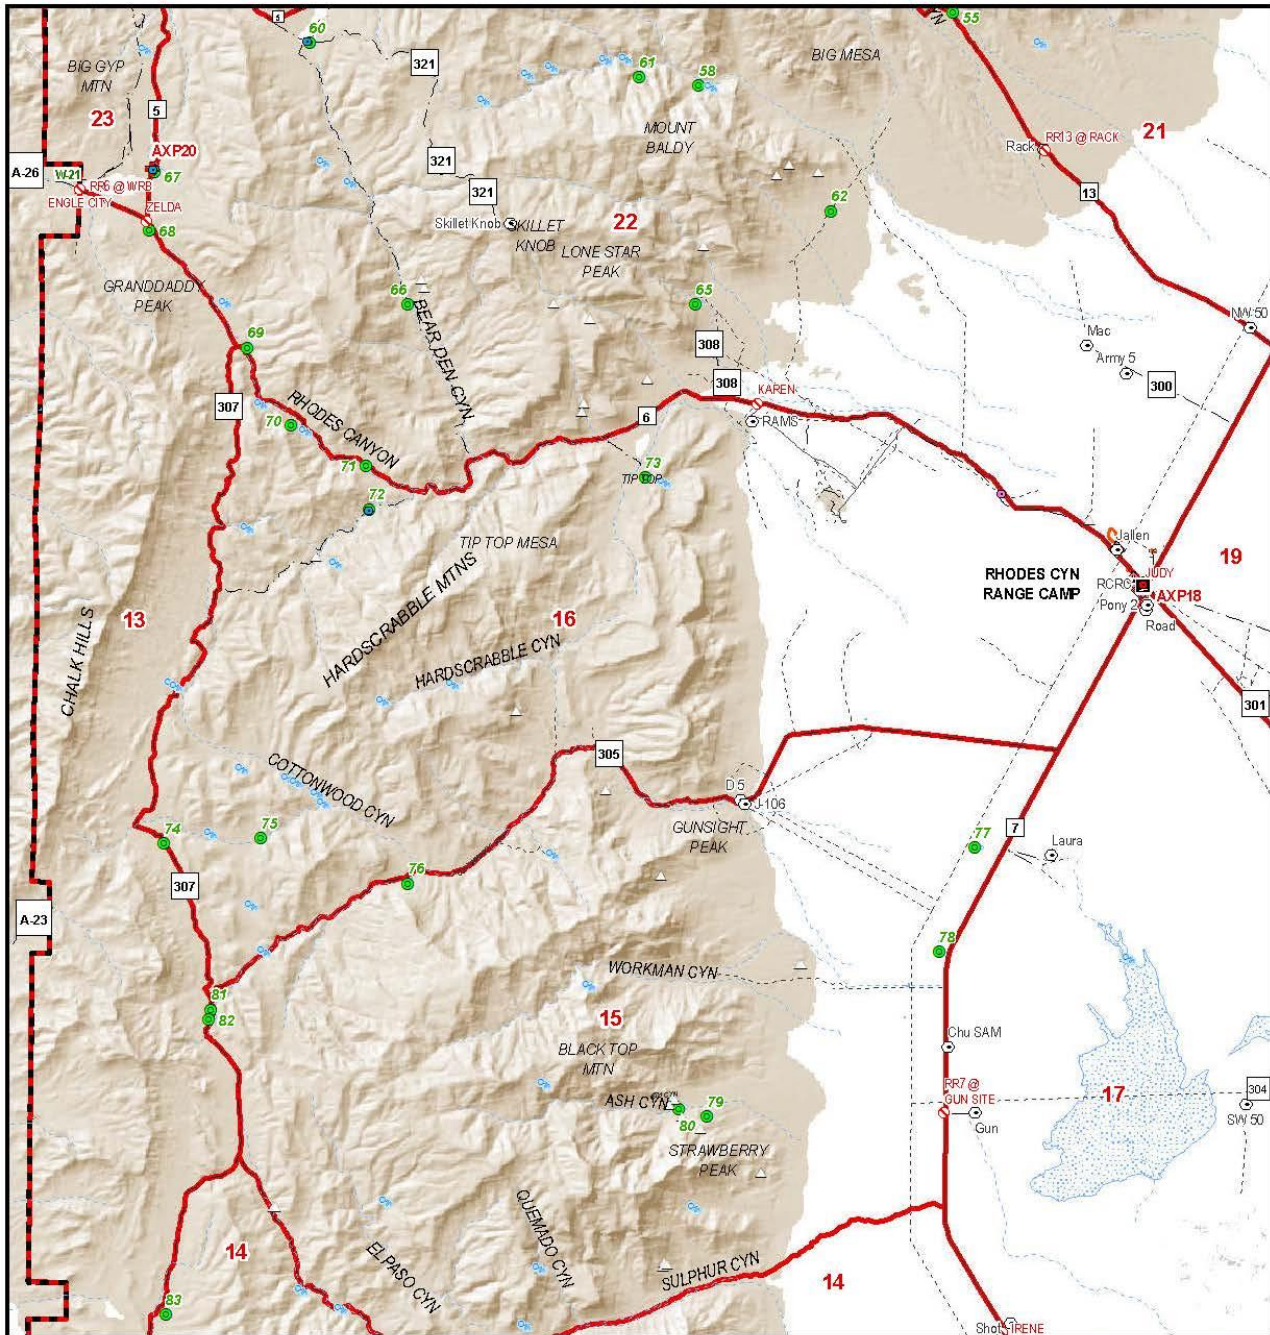 5
CYN
55
60
321
BIG GYP
MTN
5
61
58
BIG MESA
23
MOUNT
BALDY
21
RR13 @ RACK
Rack
AXP20
A-26
W-21
67
RR6 @ WRB
321
321
13
ENGLE CITY
ZELDA
68
Skillet Knob
SKILLET
KNOB
22
62
LONE STAR
PEAK
GRANDDADDY
PEAK
66
65
BEAR DEN CYN
NW 50
Mac
Army 5
300
69
308
308
KAREN
307
RHODES CANYON
70
6
RAMS
71
73
TIP TOP
72
TIP TOP MESA
Jallen
19
RHODES CYN
RANGE CAMP
RCRC
JUDY
AXP18
Pony 2
Road
13
CHALK HILLS
HARDSCRABBLE MTNS
16
HARDSCRABBLE CYN
301
305
COTTONWOOD CYN
D 5
J-106
74
75
GUNSIGHT
PEAK
77
7
Laura
76
307
A-23
78
WORKMAN CYN
81
82
15
Chu SAM
BLACK TOP
MTN
RR7 @
GUN SITE
17
304
ASH CYN
79
80
Gun
SW 50
STRAWBERRY
PEAK
QUEMADO CYN
14
EL PASO CYN
SULPHUR CYN
14
83
Shot
IRENE